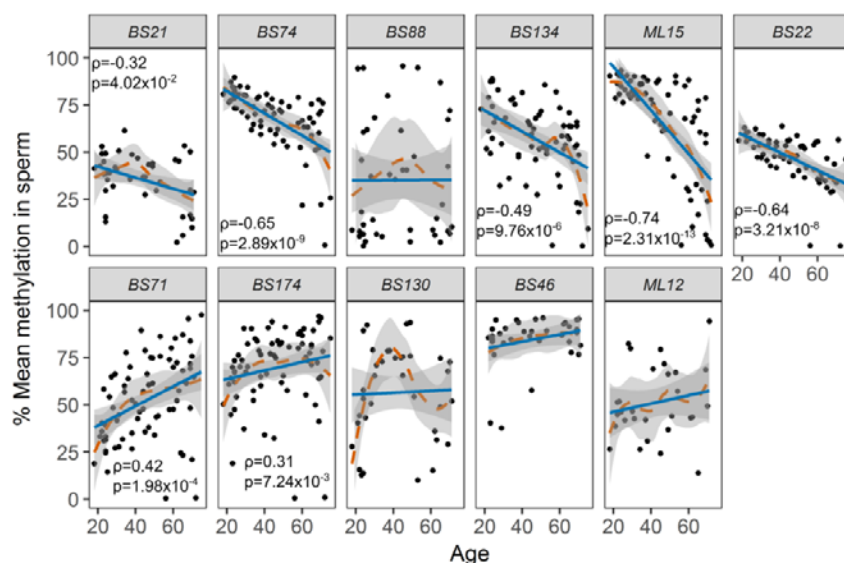 BS21 BS74 BS88 BS134 ML15 BS22
ρ=-0.32
p=4.02x10-2
ρ=-0.65
p=2.89x10-9
ρ=-0.49
p=9.76x10-6
ρ=-0.74
p=2.31x10-13
ρ=-0.64
p=3.21x10-8
100
75
50
25
0
20 40 60
BS71 BS174 BS130 BS46 ML12
ρ=0.42
p=1.98x10-4
ρ=0.31
p=7.24x10-3
100
75
50
25
0
20 40 60 20 40 60 20 40 60 20 40 60 20 40 60
% Mean methylation in sperm
Age